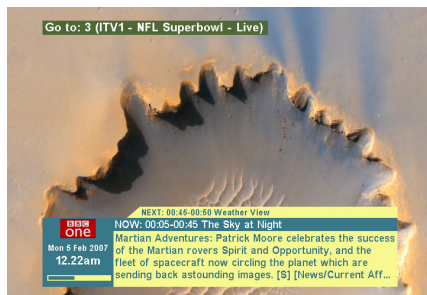 Go to: 3 (ITV1 - NFL Superbowl - Live)
NEXT: 00:45-00:50 Weather View
BBC
one
NOW: 00:05-00:45 The Sky at Night
Mon 5 Feb 2007
12.22am
Martian Adventures: Patrick Moore celebrates the success
of the Martian rovers Spirit and Opportunity, and the
fleet of spacecraft now circling the planet which are
sending back astounding images. [S] [News/Current Aff...